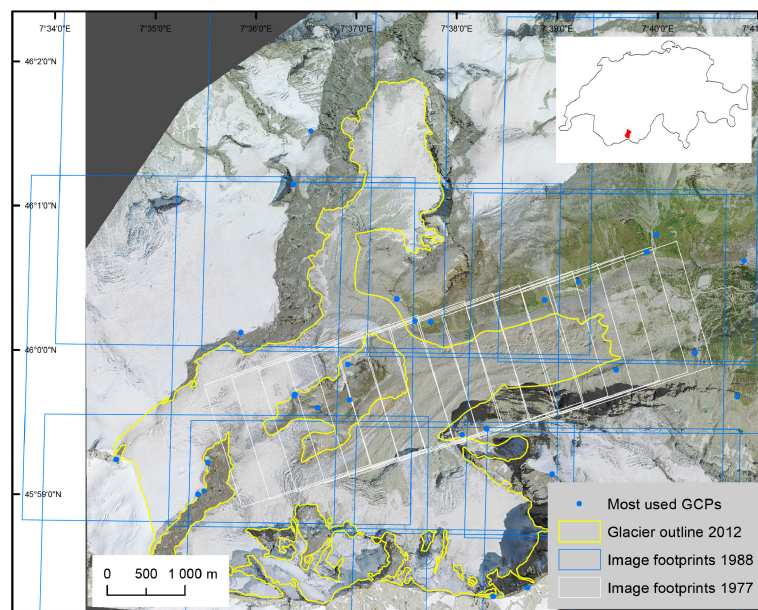 7°34'0"E 7°35'0"E 7°36'0"E 7°37'0"E 7°38'0"E 7°39'0"E 7°40'0"E 7°41
46°2'0"N
46°1'0"N
46°0'0"N
45°59'0"N
Most used GCPs
Glacier outline 2012
Image footprints 1988
Image footprints 1977
0 500 1 000 m